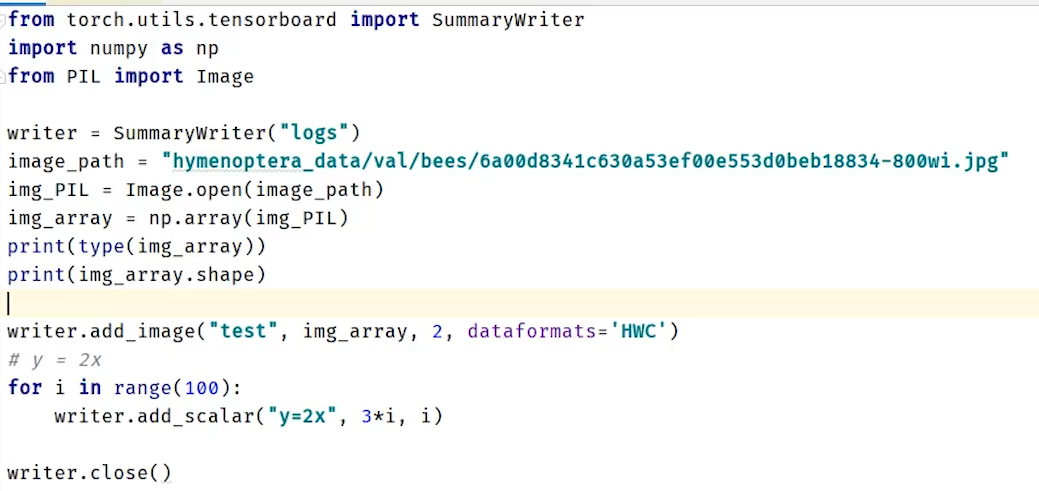 from torch.utils.tensorboard import SummaryWriter
import numpy as np
from PIL import Image
writer = SummaryWriter("logs")
image_path = "hymenoptera_data/val/bees/6a00d8341c630a53ef00e553d0beb18834-800wi.jpg"
img_PIL = Image.open(image_path)
img_array = np.array(img_PIL)
print(type(img_array))
print(img_array.shape)
writer.add_image("test", img_array, 2, dataformats='HWC')
# y = 2x
for i in range(100):
    writer.add_scalar("y=2x", 3*i, i)
writer.close()